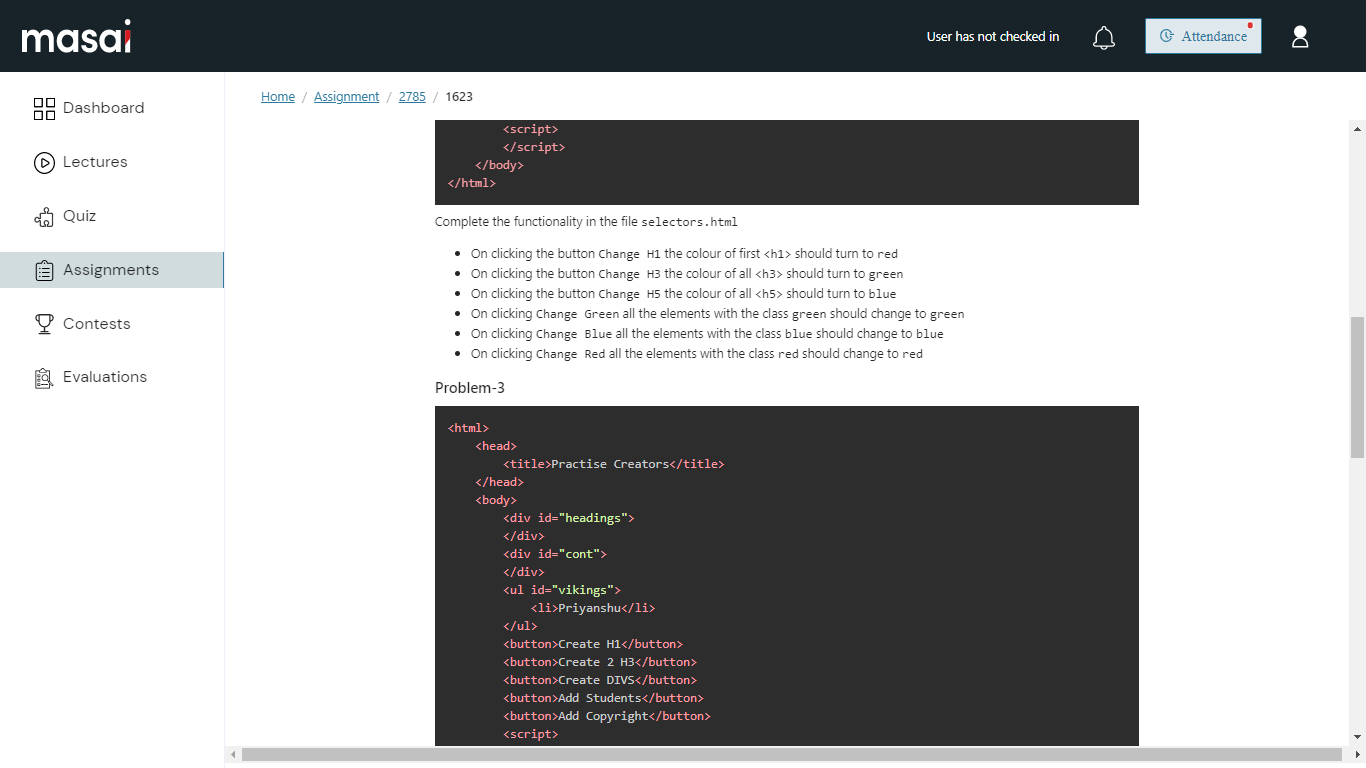 masai
User has not checked in
Attendance
Dashboard
Lectures
Quiz
Assignments
Contests
Evaluations
Home / Assignment / 2785 / 1623
<script>
</script>
</body>
</html>
Complete the functionality in the file selectors.html
• On clicking the button Change H1 the colour of first <h1> should turn to red
• On clicking the button Change H3 the colour of all <h3> should turn to green
• On clicking the button Change H5 the colour of all <h5> should turn to blue
• On clicking Change Green all the elements with the class green should change to green
• On clicking Change Blue all the elements with the class blue should change to blue
• On clicking Change Red all the elements with the class red should change to red
Problem-3
<html>
<head>
<title>Practise Creators</title>
</head>
<body>
<div id="headings">
</div>
<div id="cont">
</div>
<ul id="vikings">
<li>Priyanshu</li>
</ul>
<button>Create H1</button>
<button>Create 2 H3</button>
<button>Create DIVS</button>
<button>Add Students</button>
<button>Add Copyright</button>
<script>